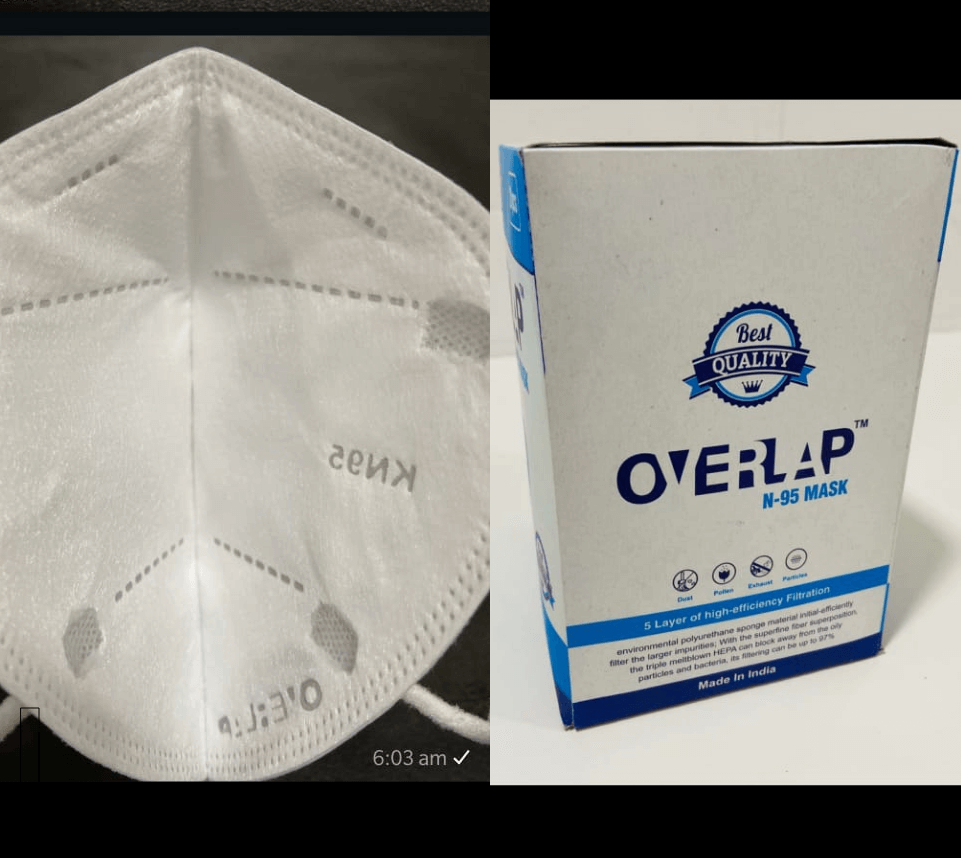 KN95
OVERLAP
6:03 am
Best
QUALITY
OVERLAP™
N-95 MASK
Dust
Pollen
Exhaust
Particles
5 Layer of high-efficiency Filtration
environmental polyurethane sponge material initial-efficiently
filter the larger impurities; With the superfine fiber superposition,
the triple meltblown HEPA can block away from the oily
particles and bacteria, its filtering can be up to 97%
Made In India